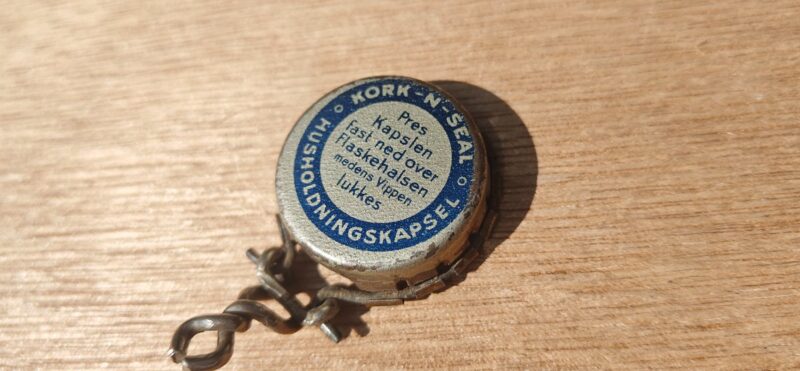 KORK-N-SEAL
HUSHOLDNINGSKAPSEL
Pres
Kapslen
fast ned over
Flaskehalsen
medens Vippen
lukkes